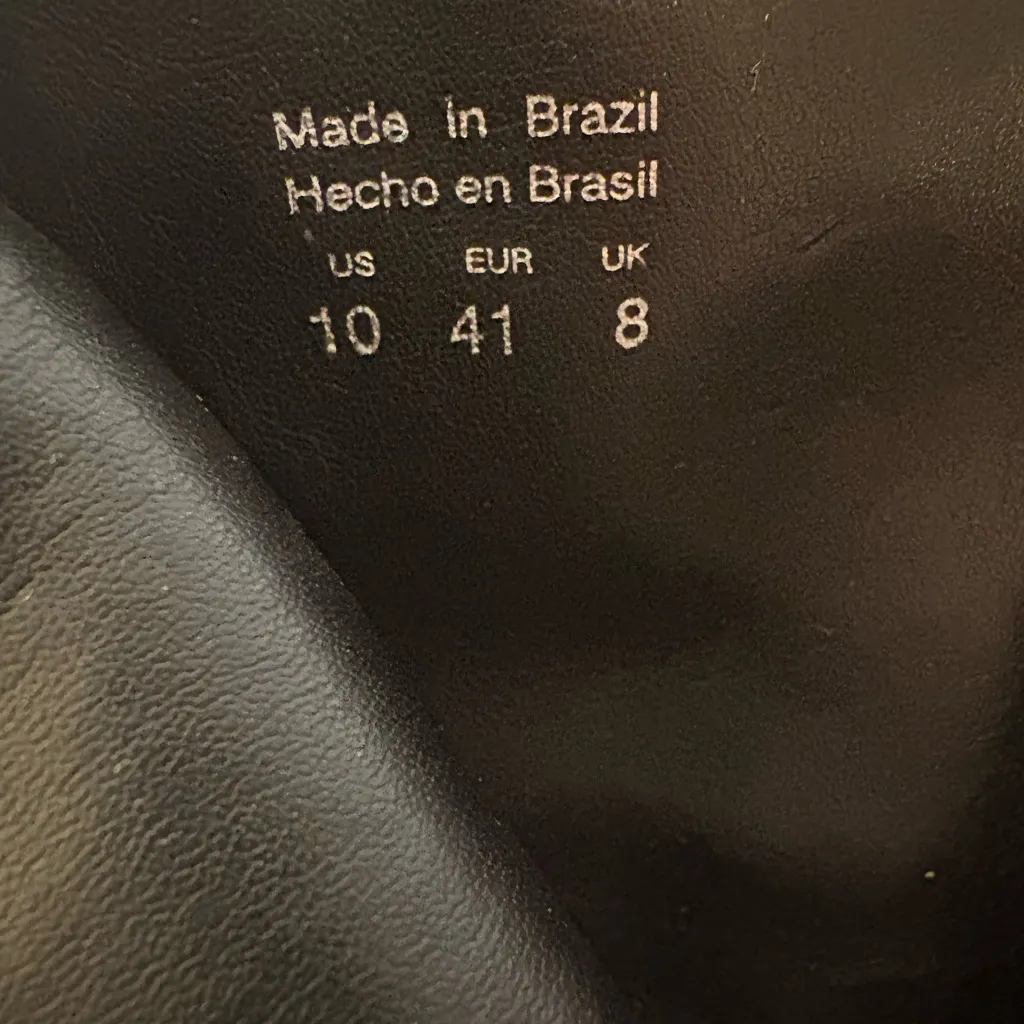 Made in Brazil
Hecho en Brasil
US EUR UK
10 41 8